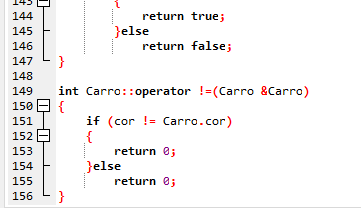 143 {
144 return true;
145 }else
146 return false;
147 }
148
149 int Carro::operator !=(Carro &Carro)
150 {
151 if (cor != Carro.cor)
152 {
153 return 0;
154 }else
155 return 0;
156 }